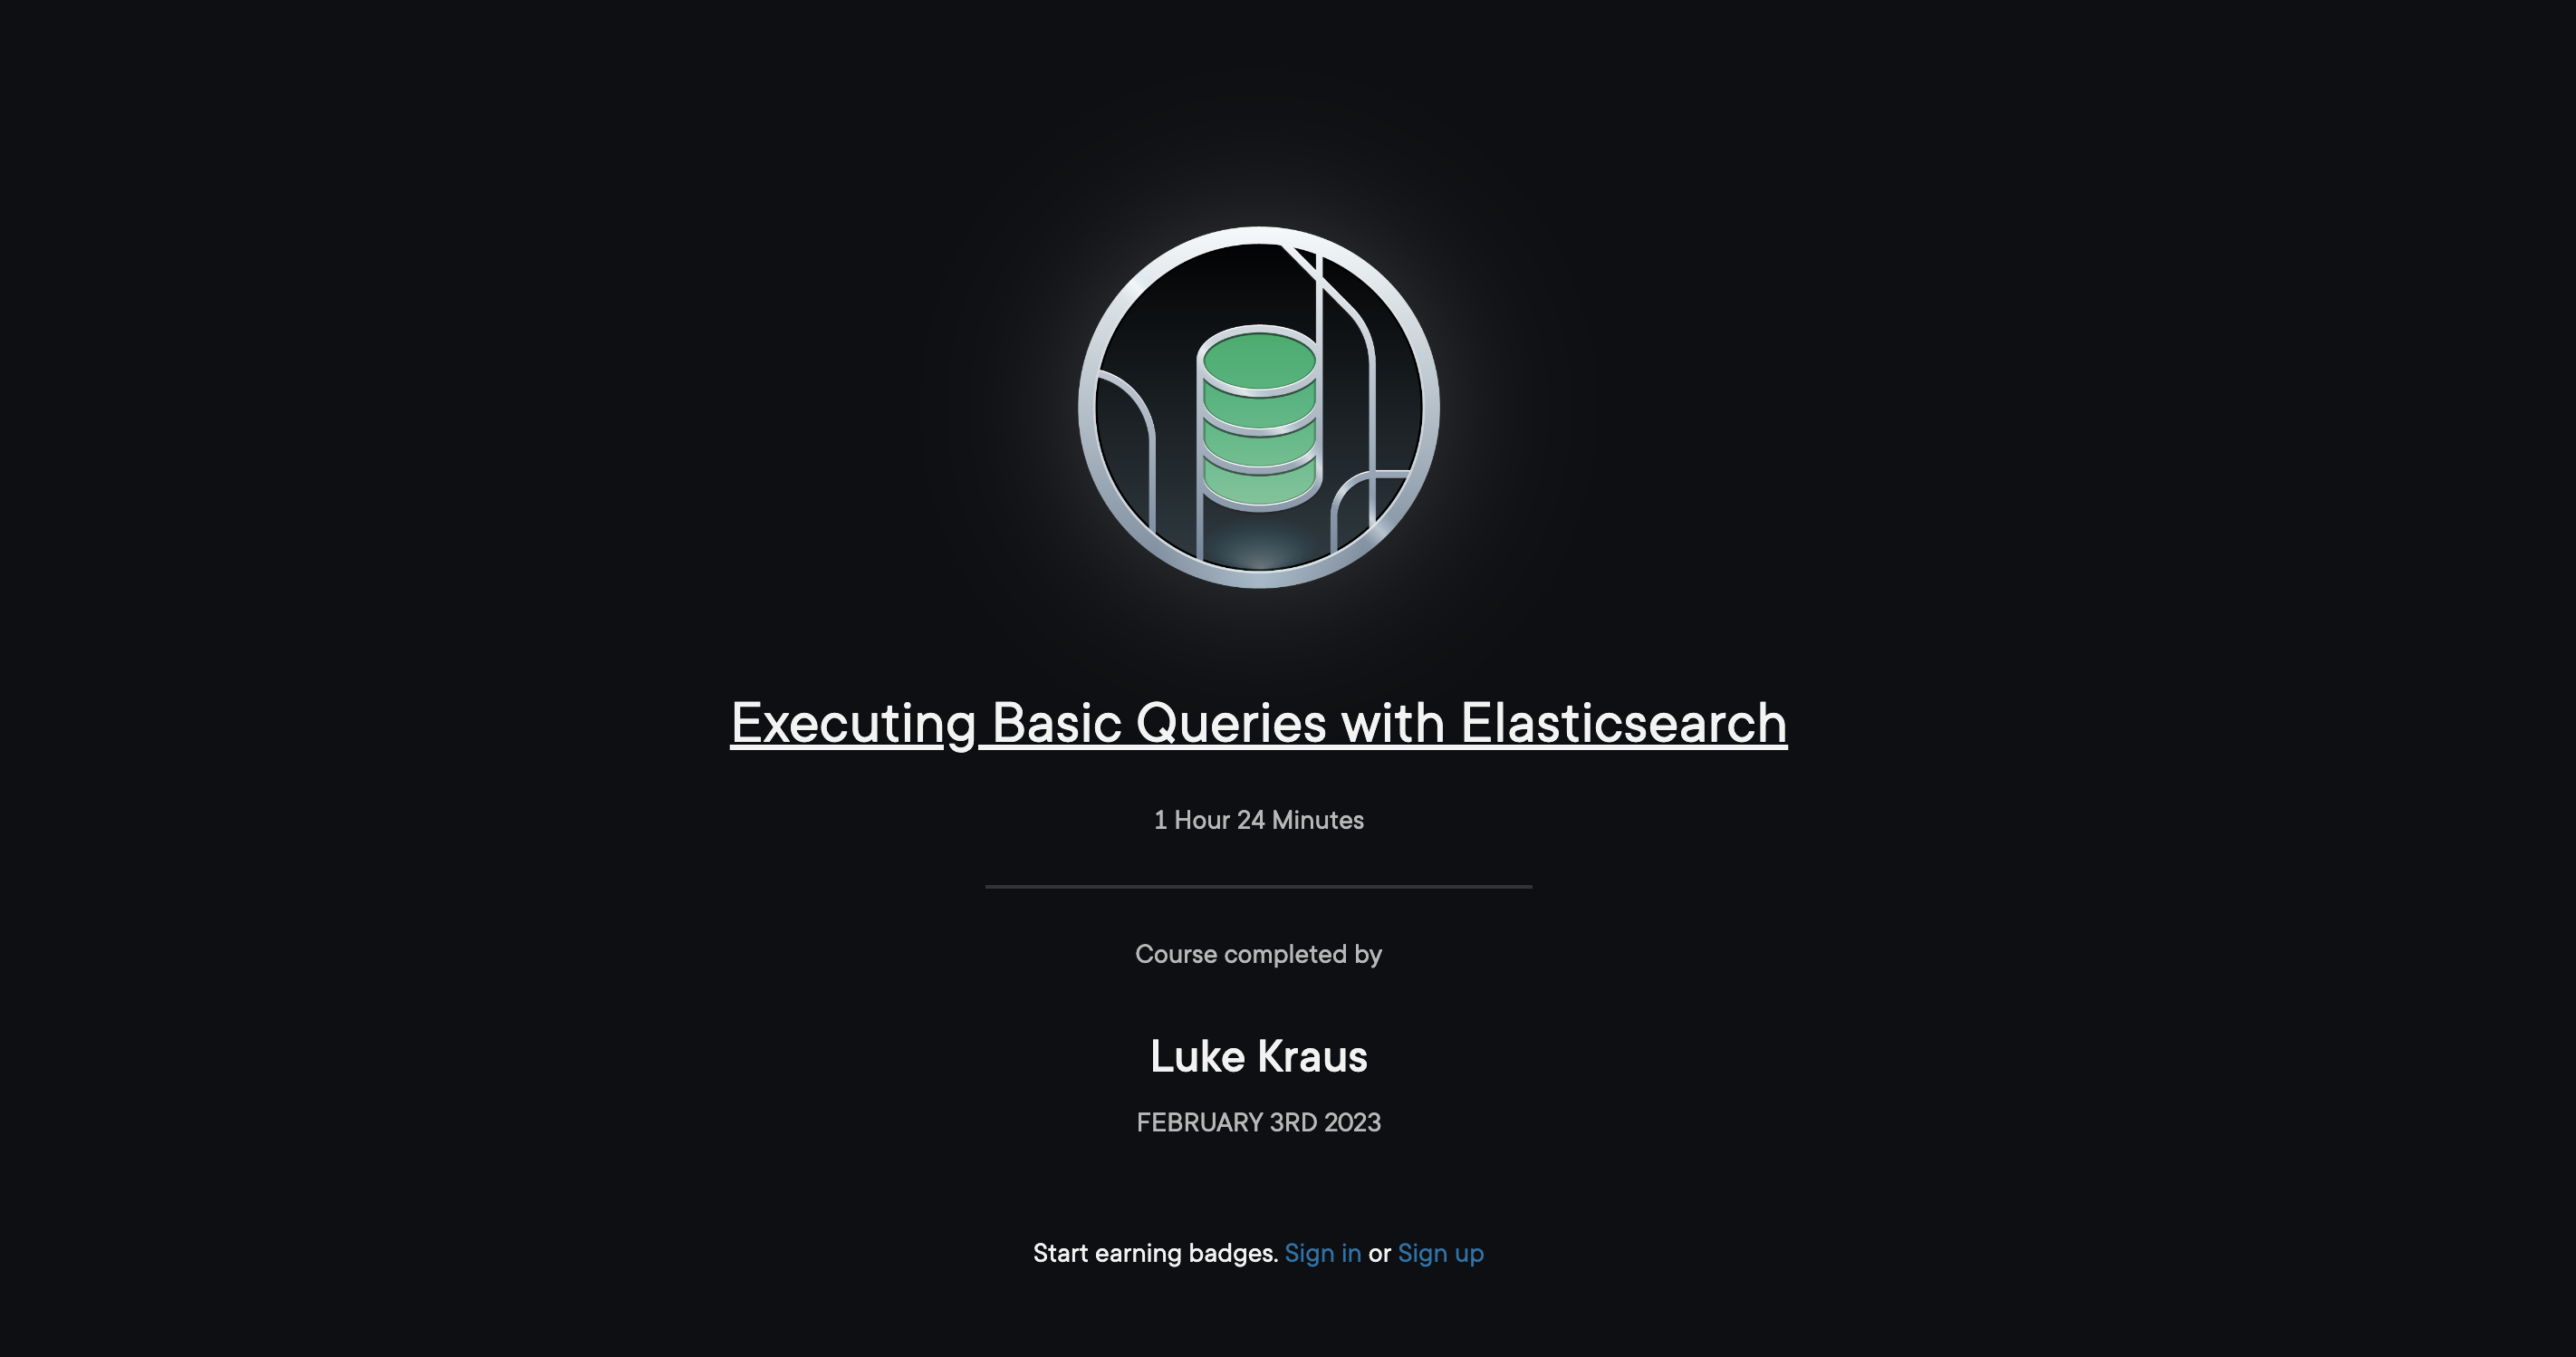 Executing Basic Queries with Elasticsearch
1 Hour 24 Minutes
Course completed by
Luke Kraus
FEBRUARY 3RD 2023
Start earning badges. Sign in or Sign up